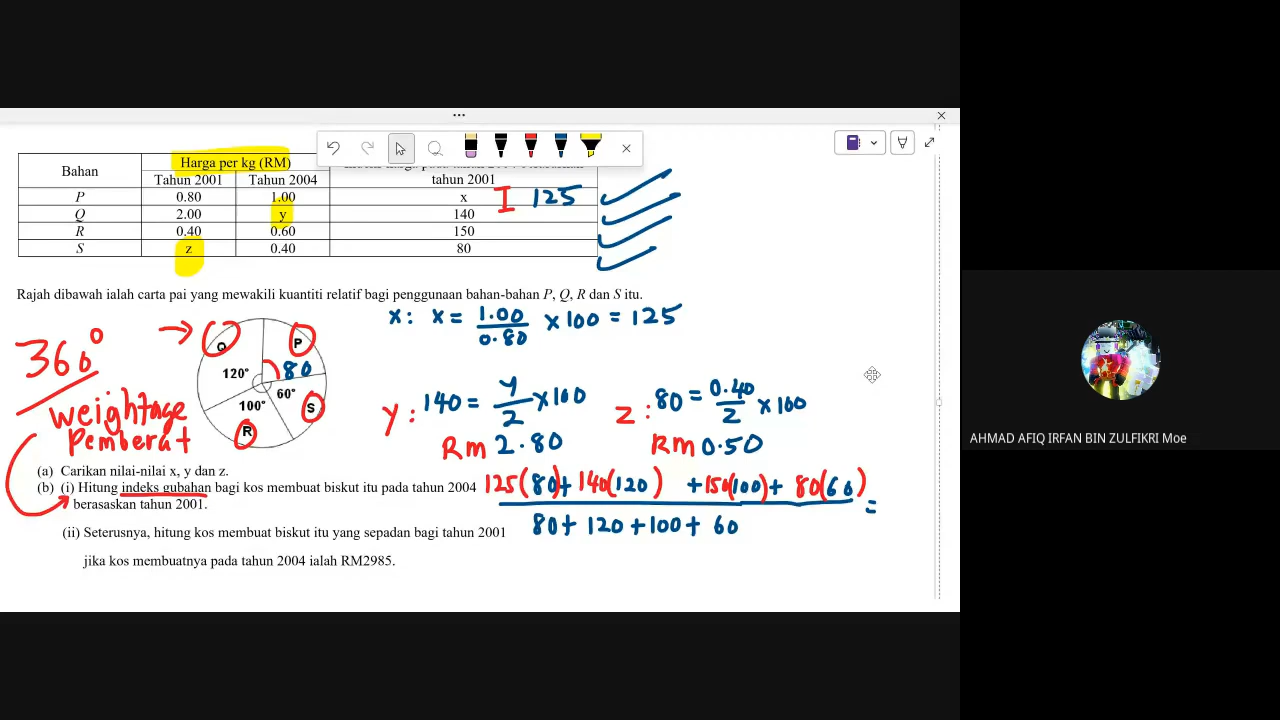 Bahan Harga per kg (RM)
Tahun 2001 Tahun 2004 tahun 2001
P 0.80 1.00 x I 125
Q 2.00 y 140
R 0.40 0.60 150
S z 0.40 80
Rajah dibawah ialah carta pai yang mewakili kuantiti relatif bagi penggunaan bahan-bahan P, Q, R dan S itu.
x: x = 1.00/0.80 x100 = 125
360°
Q P
120° 80
60°
100° S
R
weightage
Pemberat
y: 140 = y/2 x100
Rm 2.80
z: 80 = 0.40/z x100
Rm 0.50
(a) Carikan nilai-nilai x, y dan z.
(b) (i) Hitung indeks gubahan bagi kos membuat biskut itu pada tahun 2004
berasaskan tahun 2001.
125(80)+ 140(120) +150(100)+ 80(60) =
80+ 120 +100+ 60
(ii) Seterusnya, hitung kos membuat biskut itu yang sepadan bagi tahun 2001
jika kos membuatnya pada tahun 2004 ialah RM2985.
AHMAD AFIQ IRFAN BIN ZULFIKRI Moe